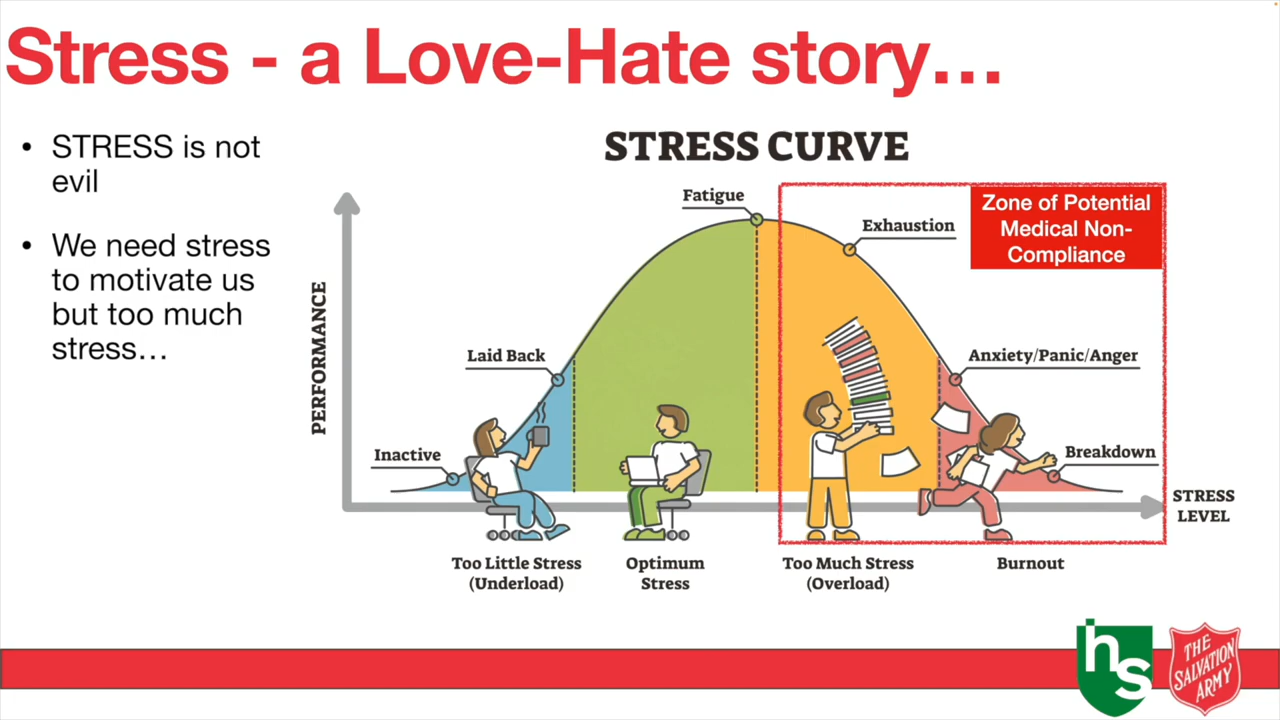 Stress - a Love-Hate story…
• STRESS is not
evil
• We need stress
to motivate us
but too much
stress…
STRESS CURVE
PERFORMANCE
Inactive
Laid Back
Fatigue
Exhaustion
Zone of Potential
Medical Non-
Compliance
Anxiety/Panic/Anger
Breakdown
STRESS
LEVEL
Too Little Stress
(Underload)
Optimum
Stress
Too Much Stress
(Overload)
Burnout
hs
THE
SALVATION
ARMY